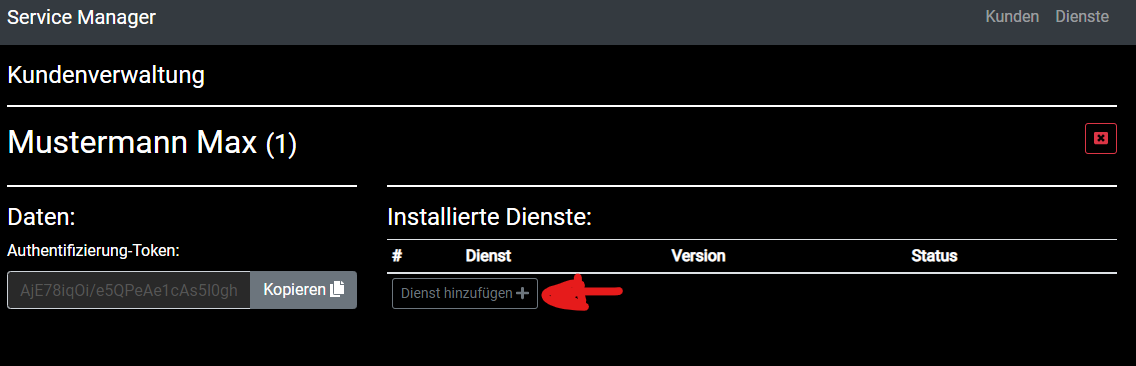 Service Manager
Kunden Dienste
Kundenverwaltung
Mustermann Max (1)
Daten:
Authentifizierung-Token:
AjE78iqOi/e5QPeAe1cAs5I0gh
Kopieren
Installierte Dienste:
# Dienst Version Status
Dienst hinzufügen